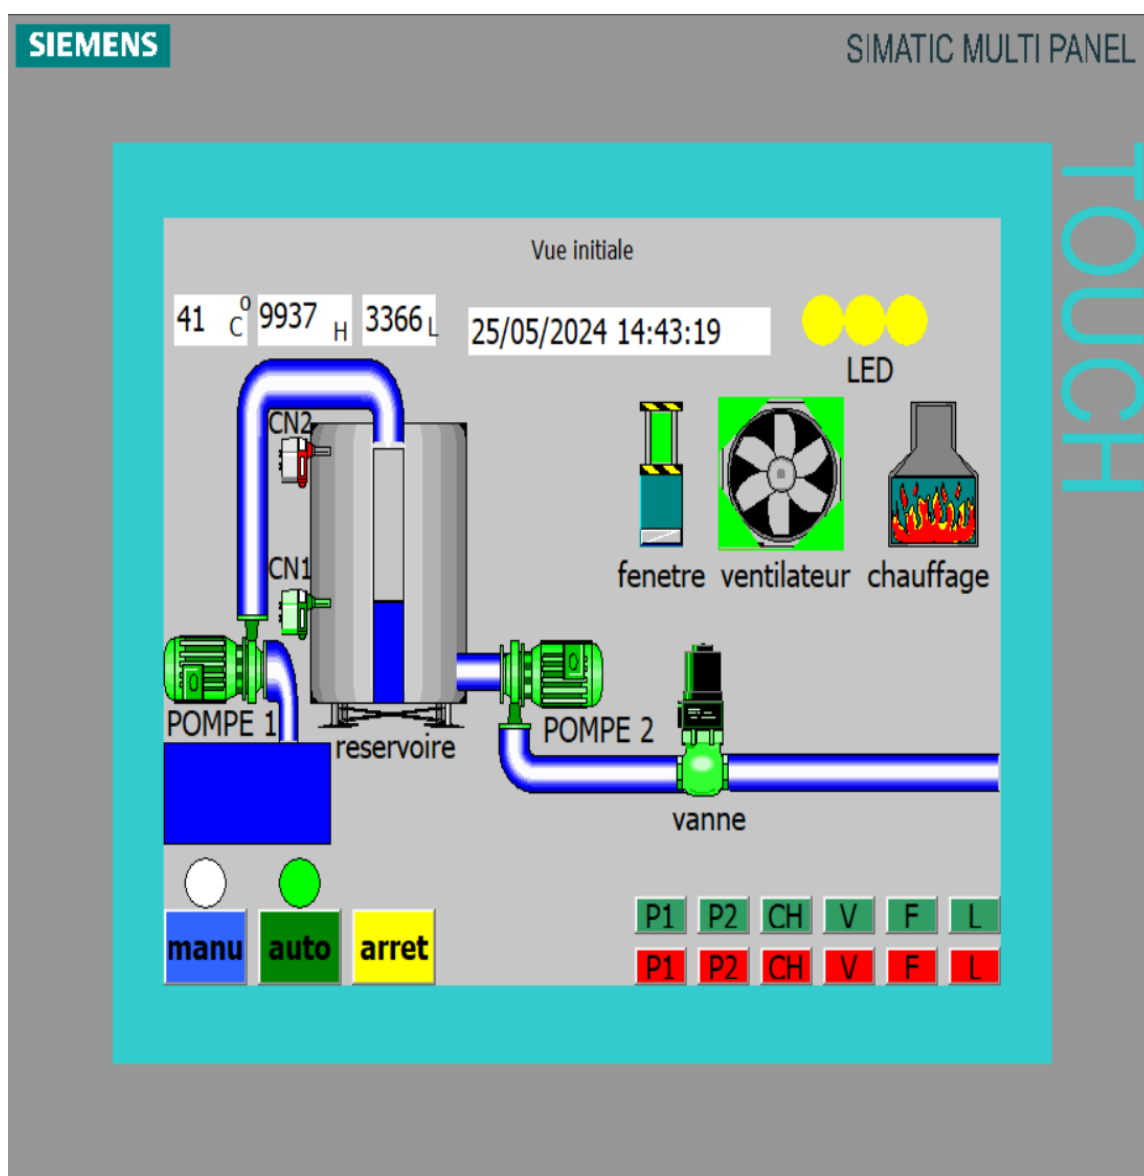 SIEMENS
SIMATIC MULTI PANEL
TOUCH
Vue initiale
41 °C
9937 H
3366 L
25/05/2024 14:43:19
LED
CN2
CN1
fenetre ventilateur chauffage
POMPE 1
reservoire
POMPE 2
vanne
manu auto arret
P1 P2 CH V F L
P1 P2 CH V F L